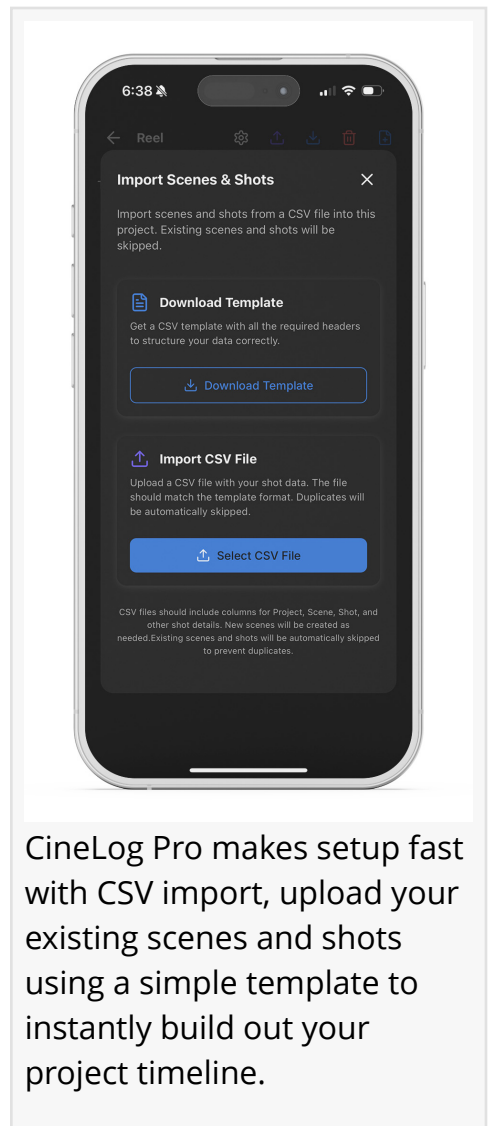 6:38
Reel
Import Scenes & Shots
Import scenes and shots from a CSV file into this
project. Existing scenes and shots will be
skipped.
Download Template
Get a CSV template with all the required headers
to structure your data correctly.
Download Template
Import CSV File
Upload a CSV file with your shot data. The file
should match the template format. Duplicates will
be automatically skipped.
Select CSV File
CSV files should include columns for Project, Scene, Shot, and
other shot details. New scenes will be created as
needed.Existing scenes and shots will be automatically skipped
to prevent duplicates.
CineLog Pro makes setup fast
with CSV import, upload your
existing scenes and shots
using a simple template to
instantly build out your
project timeline.